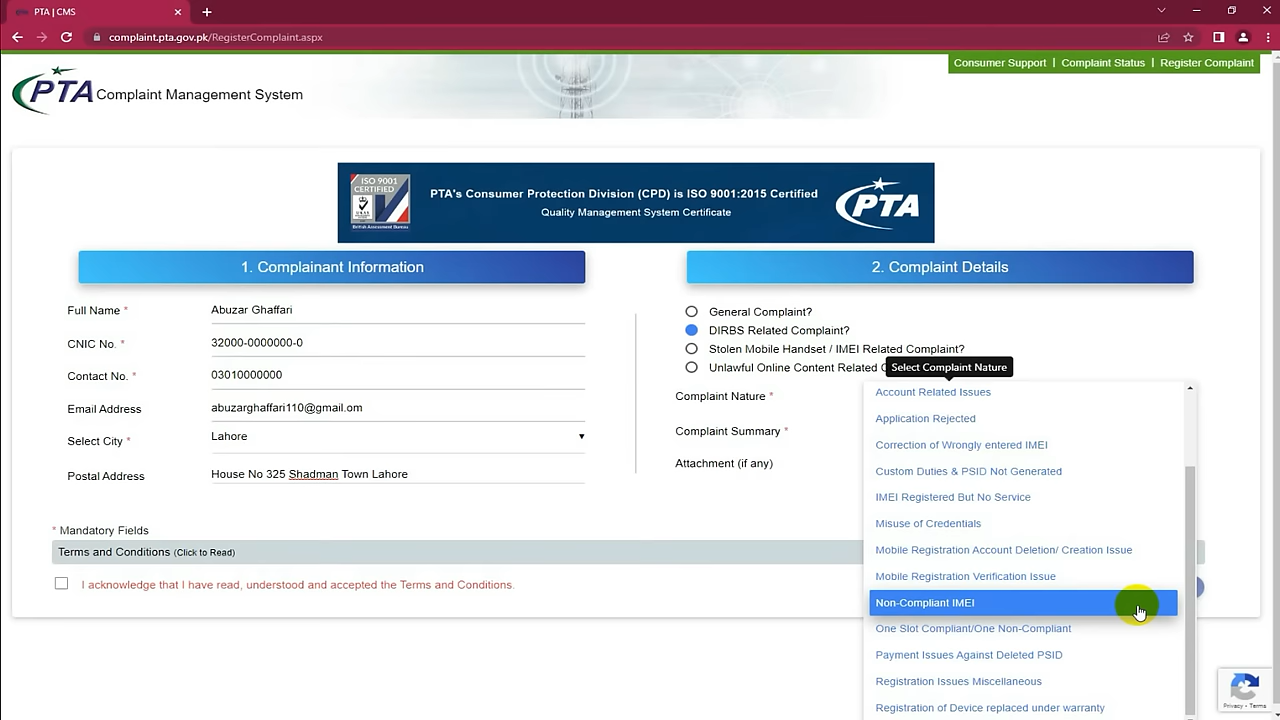 PTA | CMS
complaint.pta.gov.pk/RegisterComplaint.aspx
Consumer Support | Complaint Status | Register Complaint
PTA Complaint Management System
ISO 9001
CERTIFIED
British Assessment Bureau
PTA's Consumer Protection Division (CPD) is ISO 9001:2015 Certified
Quality Management System Certificate
PTA
1. Complainant Information
Full Name * Abuzar Ghaffari
CNIC No. * 32000-0000000-0
Contact No. * 03010000000
Email Address abuzarghaffari110@gmail.om
Select City * Lahore
Postal Address House No 325 Shadman Town Lahore
2. Complaint Details
General Complaint?
DIRBS Related Complaint?
Stolen Mobile Handset / IMEI Related Complaint?
Unlawful Online Content Related C
Select Complaint Nature
Complaint Nature *
Complaint Summary *
Attachment (if any)
Account Related Issues
Application Rejected
Correction of Wrongly entered IMEI
Custom Duties & PSID Not Generated
IMEI Registered But No Service
Misuse of Credentials
Mobile Registration Account Deletion/ Creation Issue
Mobile Registration Verification Issue
Non-Compliant IMEI
One Slot Compliant/One Non-Compliant
Payment Issues Against Deleted PSID
Registration Issues Miscellaneous
Registration of Device replaced under warranty
* Mandatory Fields
Terms and Conditions (Click to Read)
I acknowledge that I have read, understood and accepted the Terms and Conditions.
Privacy - Terms